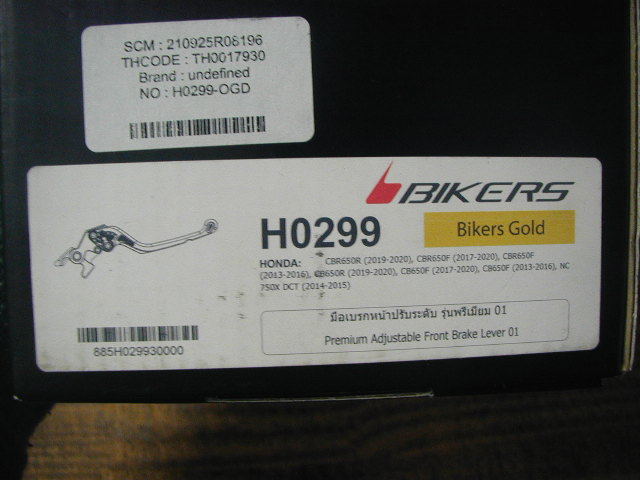 SCM : 210925R06196
THCODE : TH0017930
Brand : undefined
NO : H0299-OGD
BIKERS
H0299
Bikers Gold
HONDA: CBR650R (2019-2020), CBR650F (2017-2020), CBR650F
(2013-2016), CB650R (2019-2020), CB650F (2017-2020), CB650F (2013-2016), NC
750X DCT (2014-2015)
มือเบรกหน้าปรับระดับ รุ่นพรีเมียม 01
Premium Adjustable Front Brake Lever 01
885H029930000